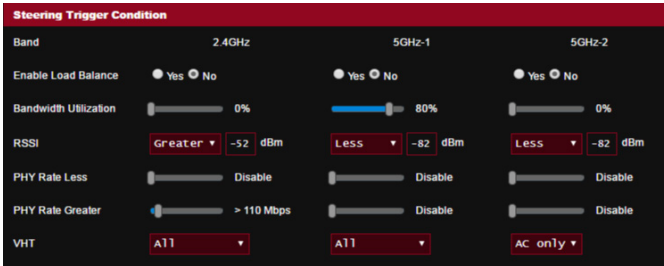 Steering Trigger Condition
Band 2.4GHz 5GHz-1 5GHz-2
Enable Load Balance Yes No Yes No Yes No
Bandwidth Utilization 0% 80% 0%
RSSI Greater -52 dBm Less -82 dBm Less -82 dBm
PHY Rate Less Disable Disable Disable
PHY Rate Greater > 110 Mbps Disable Disable
VHT All All AC only